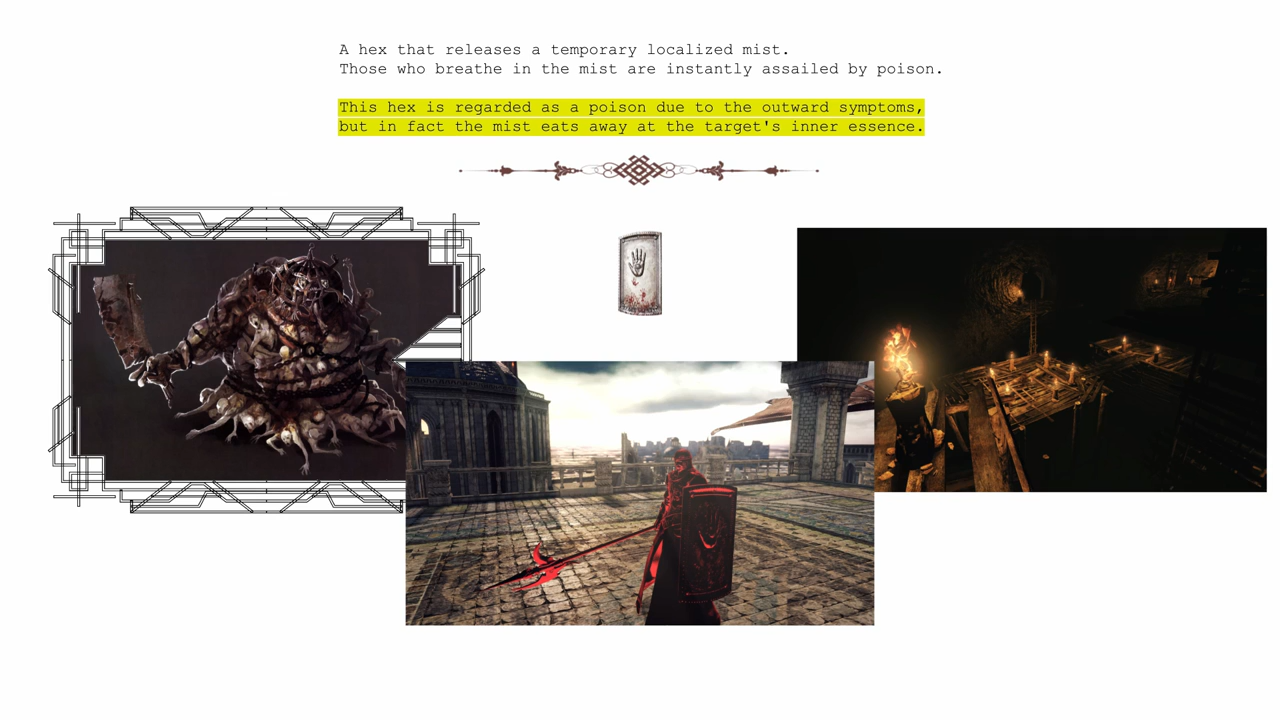 A hex that releases a temporary localized mist.
Those who breathe in the mist are instantly assailed by poison.
This hex is regarded as a poison due to the outward symptoms,
but in fact the mist eats away at the target's inner essence.